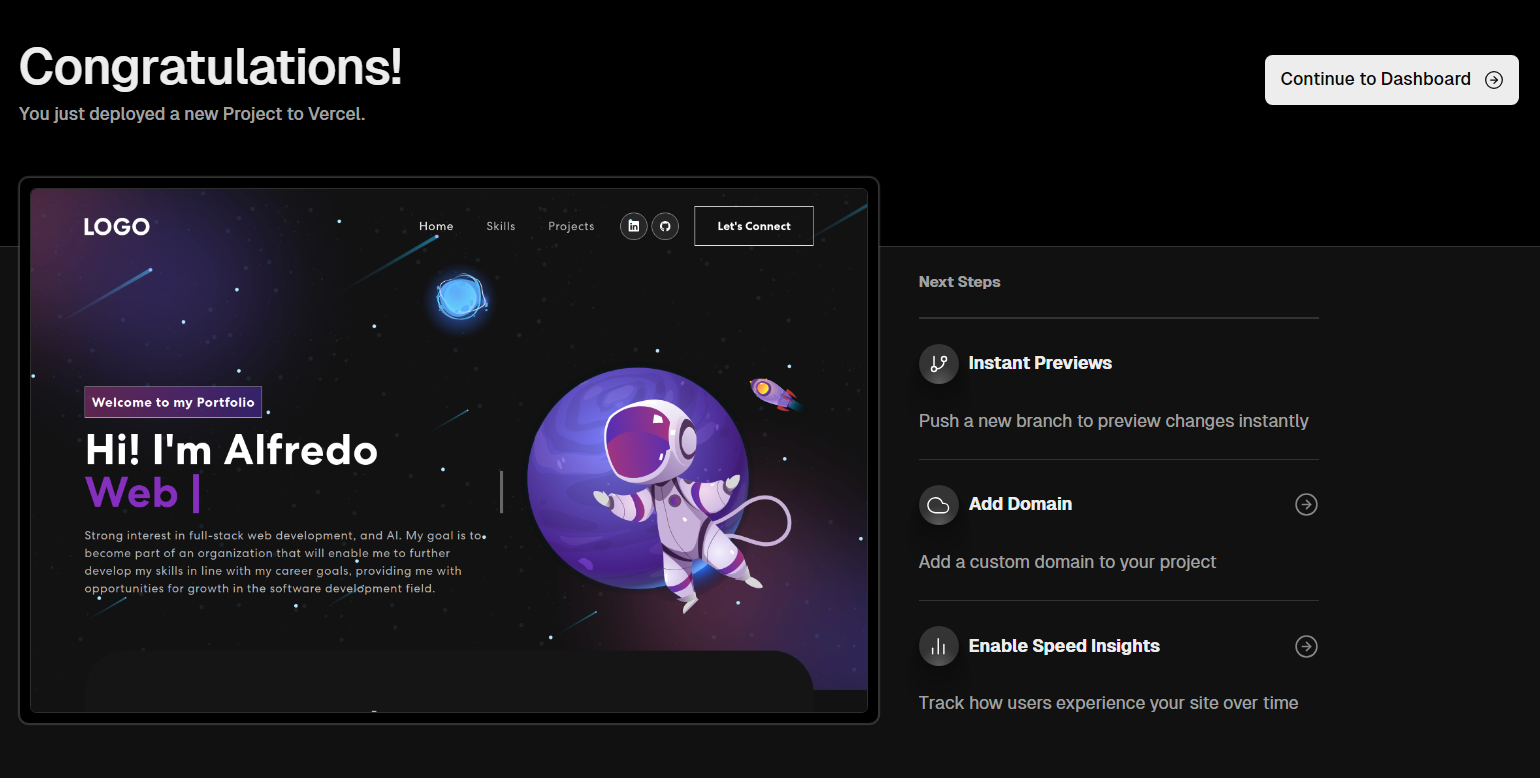 Congratulations!
You just deployed a new Project to Vercel.
Continue to Dashboard
LOGO
Home
Skills
Projects
in
Let's Connect
Welcome to my Portfolio
Hi! I'm Alfredo
Web |
Strong interest in full-stack web development, and AI. My goal is to
become part of an organization that will enable me to further
develop my skills in line with my career goals, providing me with
opportunities for growth in the software development field.
Next Steps
Instant Previews
Push a new branch to preview changes instantly
Add Domain
Add a custom domain to your project
Enable Speed Insights
Track how users experience your site over time